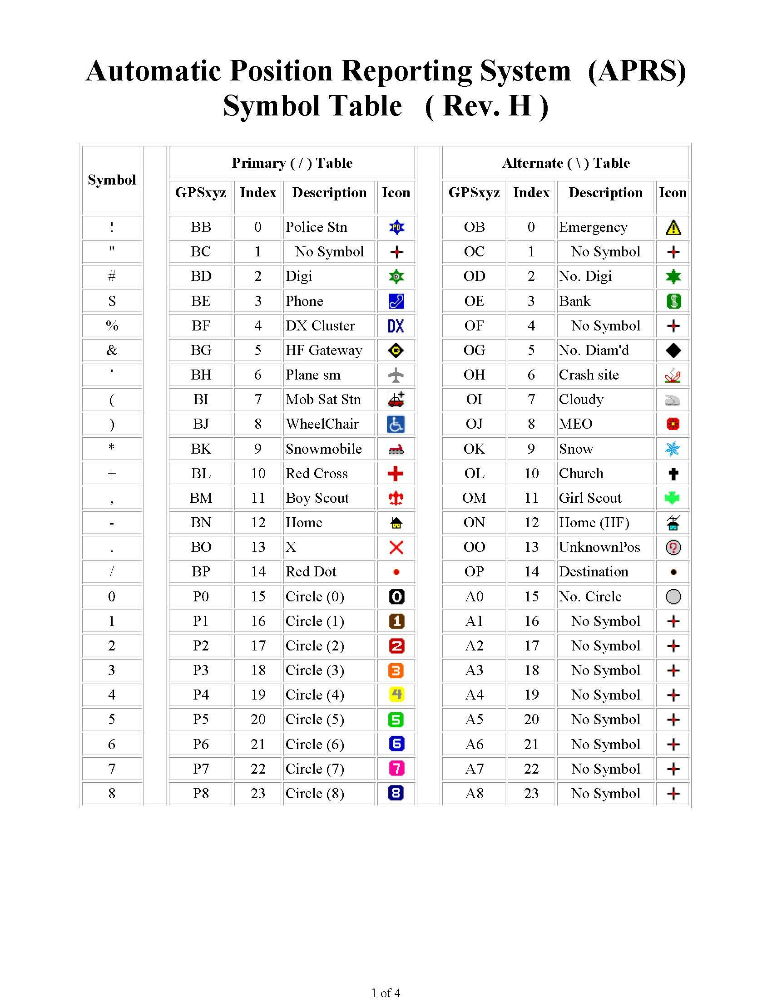 Automatic Position Reporting System (APRS)
Symbol Table ( Rev. H )
Symbol Primary ( / ) Table Alternate ( \ ) Table
GPSxyz Index Description Icon GPSxyz Index Description Icon
! BB 0 Police Stn PD OB 0 Emergency !
" BC 1 No Symbol OC 1 No Symbol
# BD 2 Digi D OD 2 No. Digi
$ BE 3 Phone OE 3 Bank $
% BF 4 DX Cluster DX OF 4 No Symbol
& BG 5 HF Gateway G OG 5 No. Diam'd
' BH 6 Plane sm OH 6 Crash site
( BI 7 Mob Sat Stn OI 7 Cloudy
) BJ 8 WheelChair OJ 8 MEO
* BK 9 Snowmobile OK 9 Snow
+ BL 10 Red Cross OL 10 Church
, BM 11 Boy Scout OM 11 Girl Scout
- BN 12 Home ON 12 Home (HF)
. BO 13 X OO 13 UnknownPos ?
/ BP 14 Red Dot OP 14 Destination
0 P0 15 Circle (0) 0 A0 15 No. Circle
1 P1 16 Circle (1) 1 A1 16 No Symbol
2 P2 17 Circle (2) 2 A2 17 No Symbol
3 P3 18 Circle (3) 3 A3 18 No Symbol
4 P4 19 Circle (4) 4 A4 19 No Symbol
5 P5 20 Circle (5) 5 A5 20 No Symbol
6 P6 21 Circle (6) 6 A6 21 No Symbol
7 P7 22 Circle (7) 7 A7 22 No Symbol
8 P8 23 Circle (8) 8 A8 23 No Symbol
1 of 4